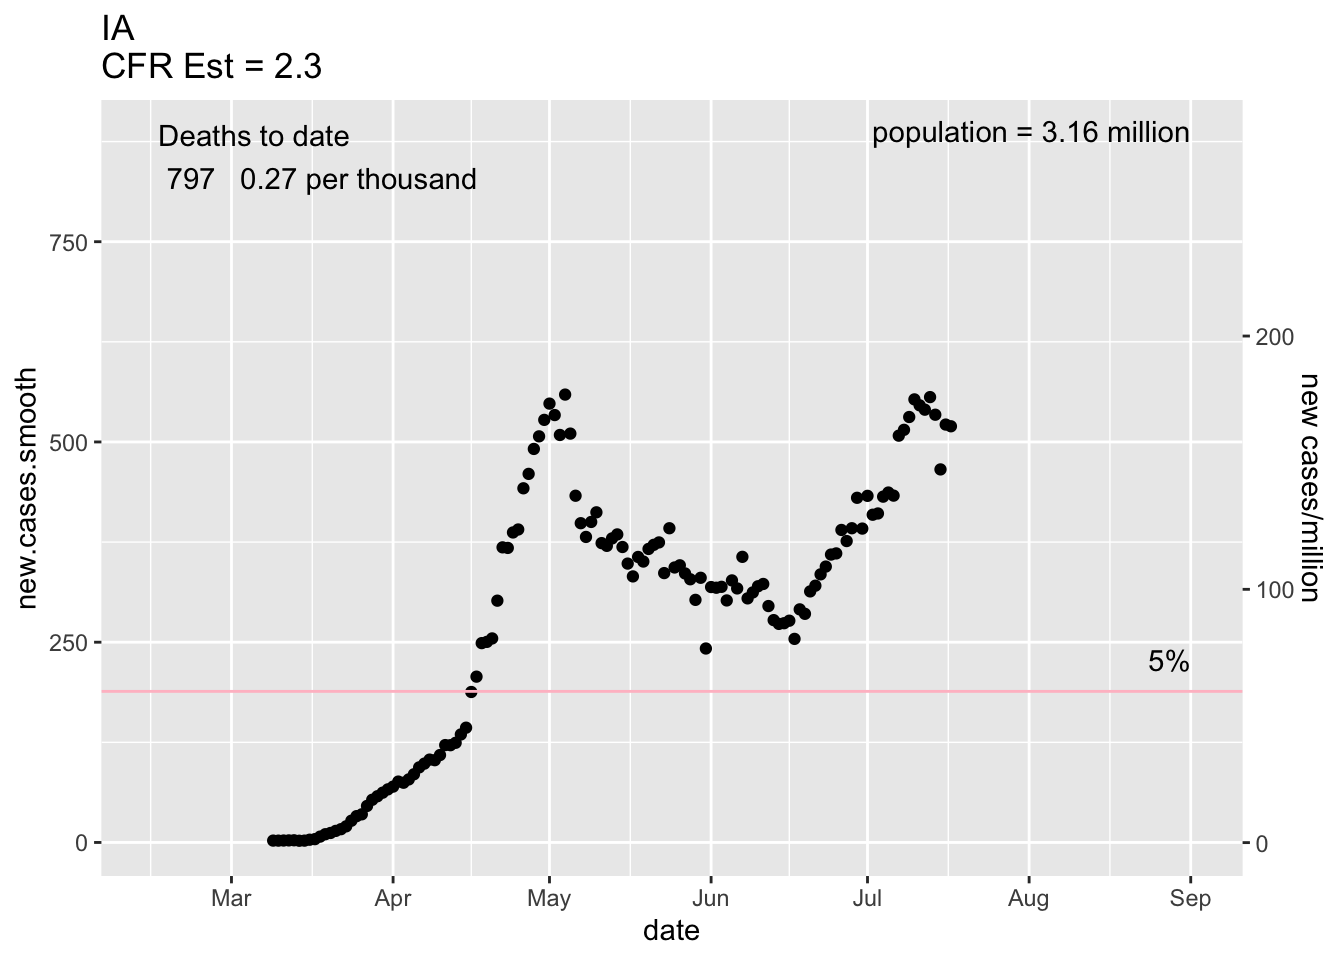 IA
CFR Est = 2.3
Deaths to date
797 0.27 per thousand
population = 3.16 million
750
500
250
0
new.cases.smooth
200
100
0
new cases/million
5%
Mar Apr May Jun Jul Aug Sep
date